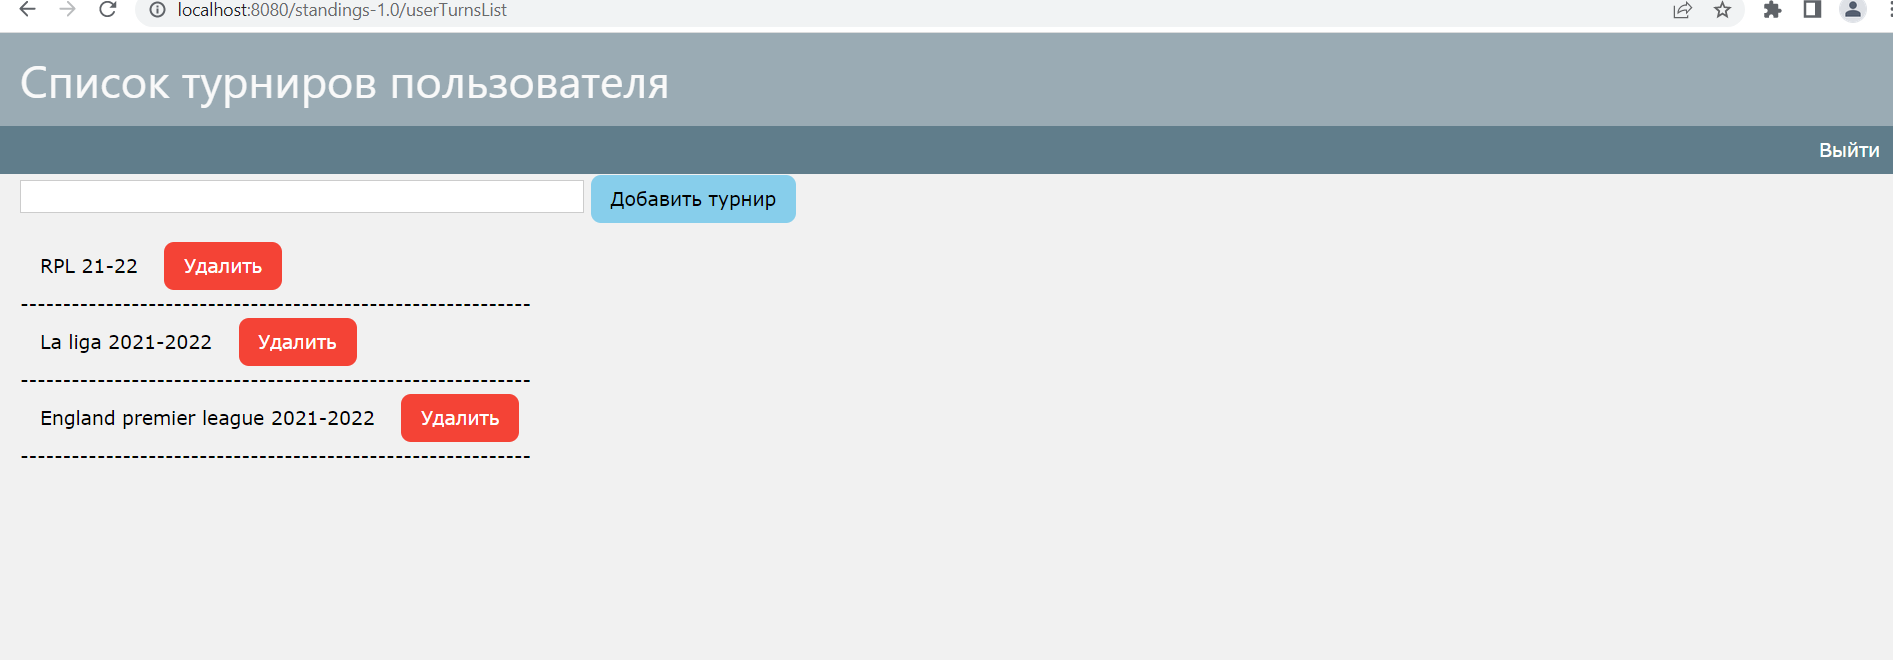 localhost:8080/standings-1.0/userTurnsList
Список турниров пользователя
Выйти
Добавить турнир
RPL 21-22 Удалить
------------------------------------------------------------
La liga 2021-2022 Удалить
------------------------------------------------------------
England premier league 2021-2022 Удалить
------------------------------------------------------------